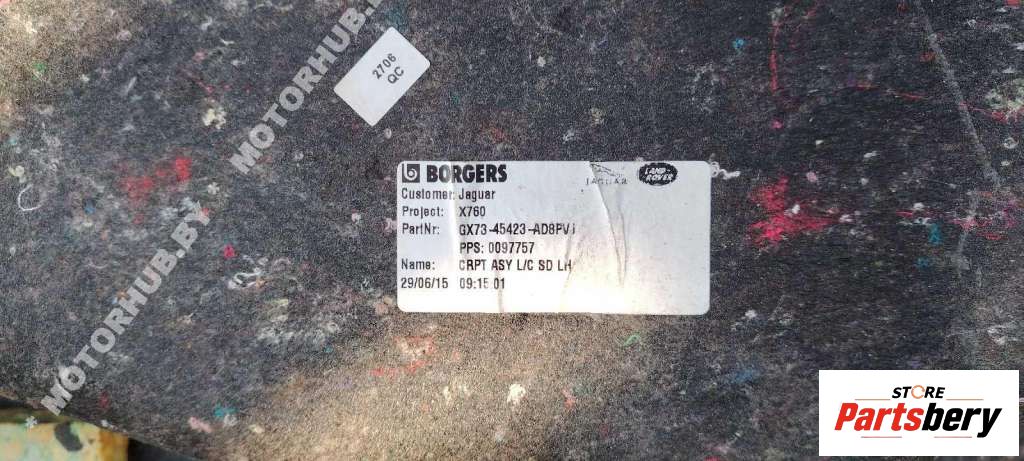 2706
QC
BORGERS
JAGUAR
LAND-
ROVER
Customer: Jaguar
Project: X760
PartNr: GX73-45423-AD8PVJ
PPS: 0097757
Name: CRPT ASY L/C SD LH
29/06/15 09:15:01
MOTORHUB.BY
MOTORHUB.BY
STORE
Partsbery